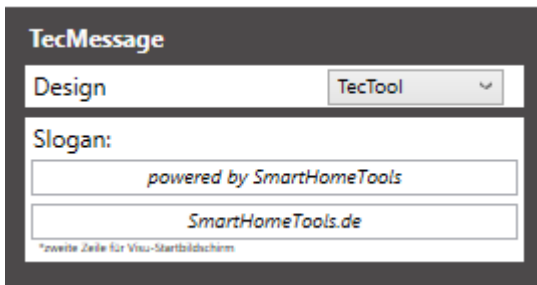 TecMessage
Design TecTool
Slogan:
powered by SmartHomeTools
SmartHomeTools.de
*zweite Zeile für Visu-Startbildschirm